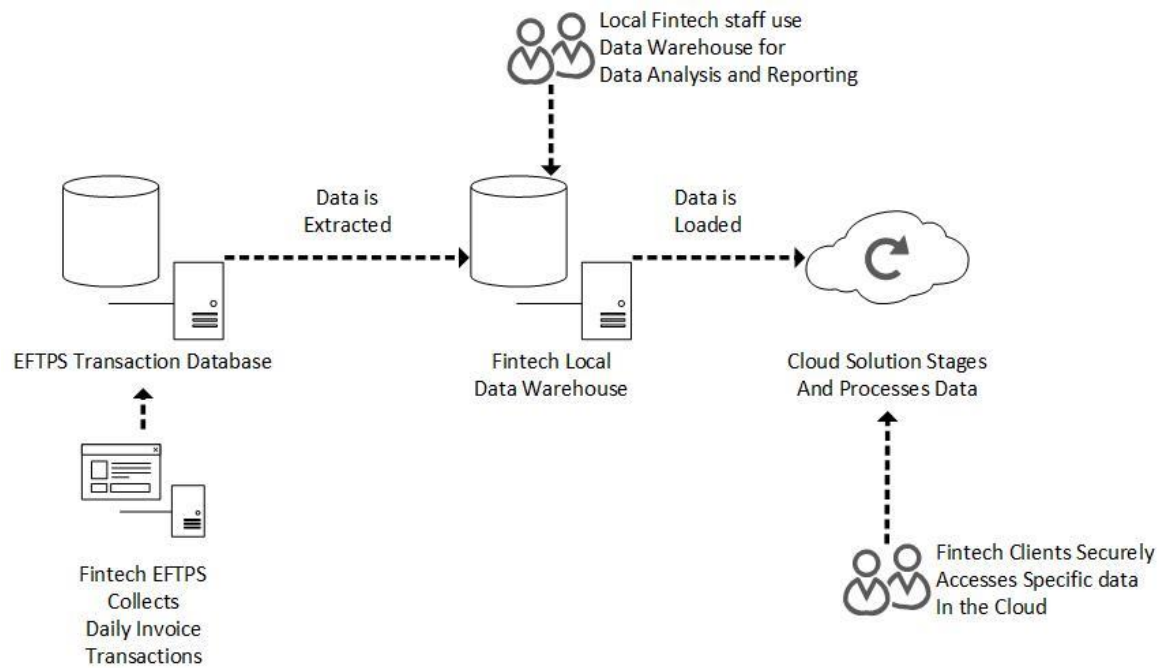 Local Fintech staff use
Data Warehouse for
Data Analysis and Reporting
Data is
Extracted
Data is
Loaded
EFTPS Transaction Database
Fintech Local
Data Warehouse
Cloud Solution Stages
And Processes Data
Fintech EFTPS
Collects
Daily Invoice
Transactions
Fintech Clients Securely
Accesses Specific data
In the Cloud